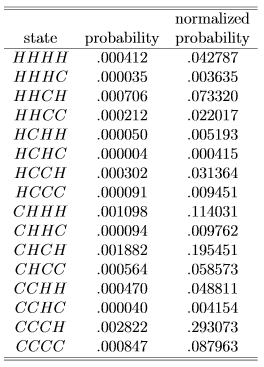 normalized
state probability probability
HHHH .000412 .042787
HHHC .000035 .003635
HHCH .000706 .073320
HHCC .000212 .022017
HCHH .000050 .005193
HCHC .000004 .000415
HCCH .000302 .031364
HCCC .000091 .009451
CHHH .001098 .114031
CHHC .000094 .009762
CHCH .001882 .195451
CHCC .000564 .058573
CCHH .000470 .048811
CCHC .000040 .004154
CCCH .002822 .293073
CCCC .000847 .087963